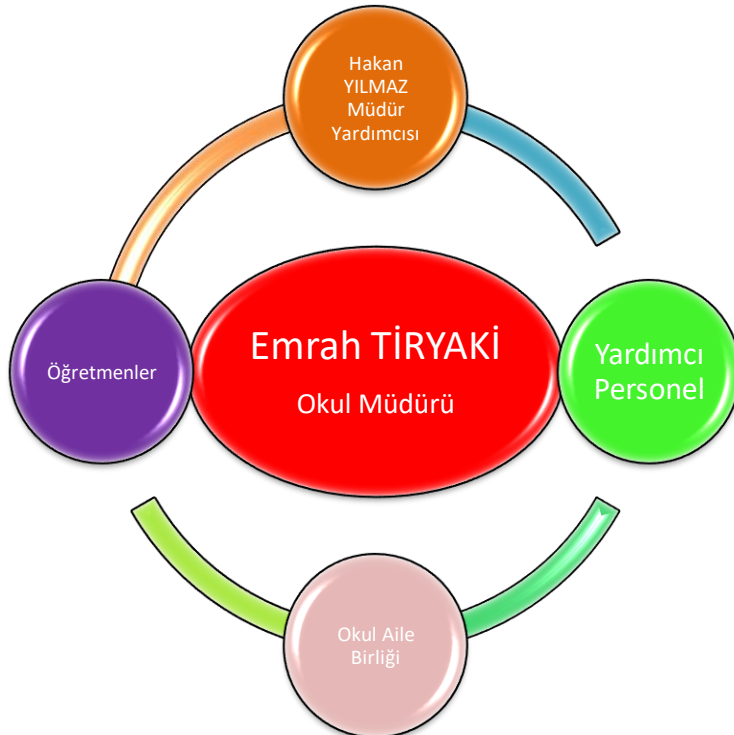 Hakan
YILMAZ
Müdür
Yardımcısı
Öğretmenler
Emrah TİRYAKİ
Okul Müdürü
Yardımcı
Personel
Okul Aile
Birliği